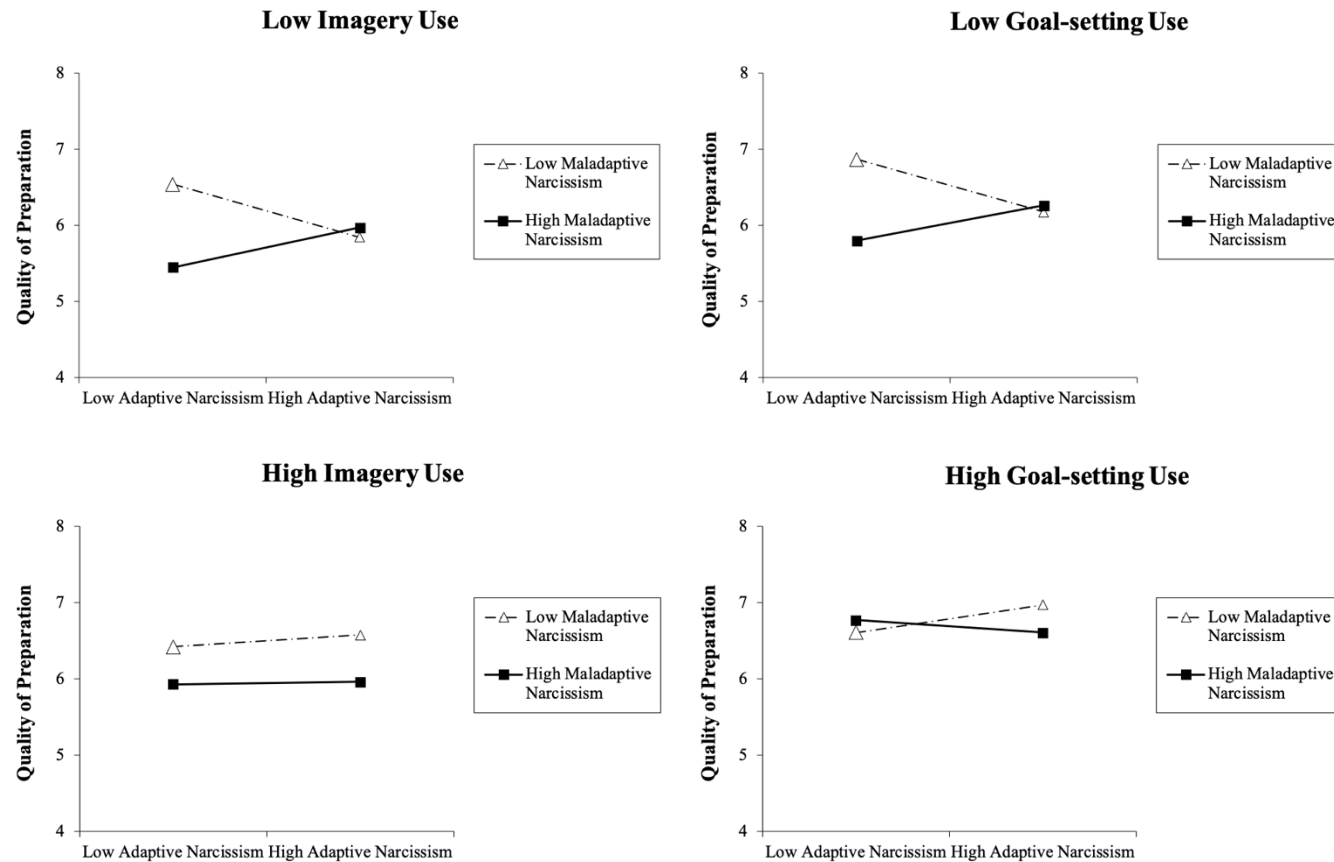 Low Imagery Use
Quality of Preparation
8
7
6
5
4
Low Adaptive Narcissism High Adaptive Narcissism
Low Maladaptive
Narcissism
High Maladaptive
Narcissism
Low Goal-setting Use
Quality of Preparation
8
7
6
5
4
Low Adaptive Narcissism High Adaptive Narcissism
Low Maladaptive
Narcissism
High Maladaptive
Narcissism
High Imagery Use
Quality of Preparation
8
7
6
5
4
Low Adaptive Narcissism High Adaptive Narcissism
Low Maladaptive
Narcissism
High Maladaptive
Narcissism
High Goal-setting Use
Quality of Preparation
8
7
6
5
4
Low Adaptive Narcissism High Adaptive Narcissism
Low Maladaptive
Narcissism
High Maladaptive
Narcissism